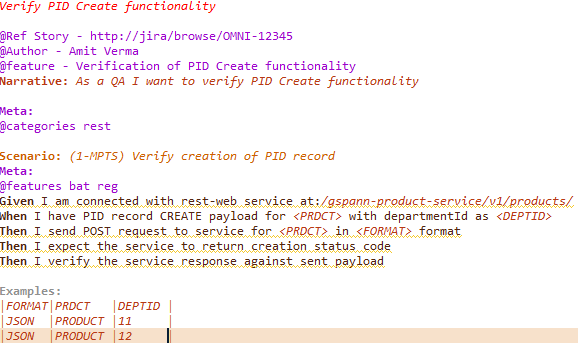 Verify PID Create functionality
@Ref Story - http://jira/browse/OMNI-12345
@Author - Amit Verma
@feature - Verification of PID Create functionality
Narrative: As a QA I want to verify PID Create functionality
Meta:
@categories rest
Scenario: (1-MPTS) Verify creation of PID record
Meta:
@features bat reg
Given I am connected with rest-web service at:/gspann-product-service/v1/products/
When I have PID record CREATE payload for <PRDCT> with departmentId as <DEPTID>
Then I send POST request to service for <PRDCT> in <FORMAT> format
Then I expect the service to return creation status code
Then I verify the service response against sent payload
Examples:
|FORMAT|PRDCT |DEPTID |
|JSON |PRODUCT |11 |
|JSON |PRODUCT |12 |